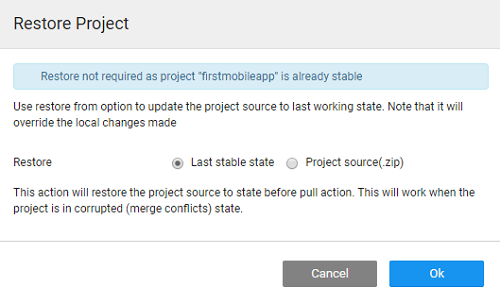 Restore Project
Restore not required as project "firstmobileapp" is already stable
Use restore from option to update the project source to last working state. Note that it will
override the local changes made
Restore Last stable state Project source(.zip)
This action will restore the project source to state before pull action. This will work when the
project is in corrupted (merge conflicts) state.
Cancel Ok